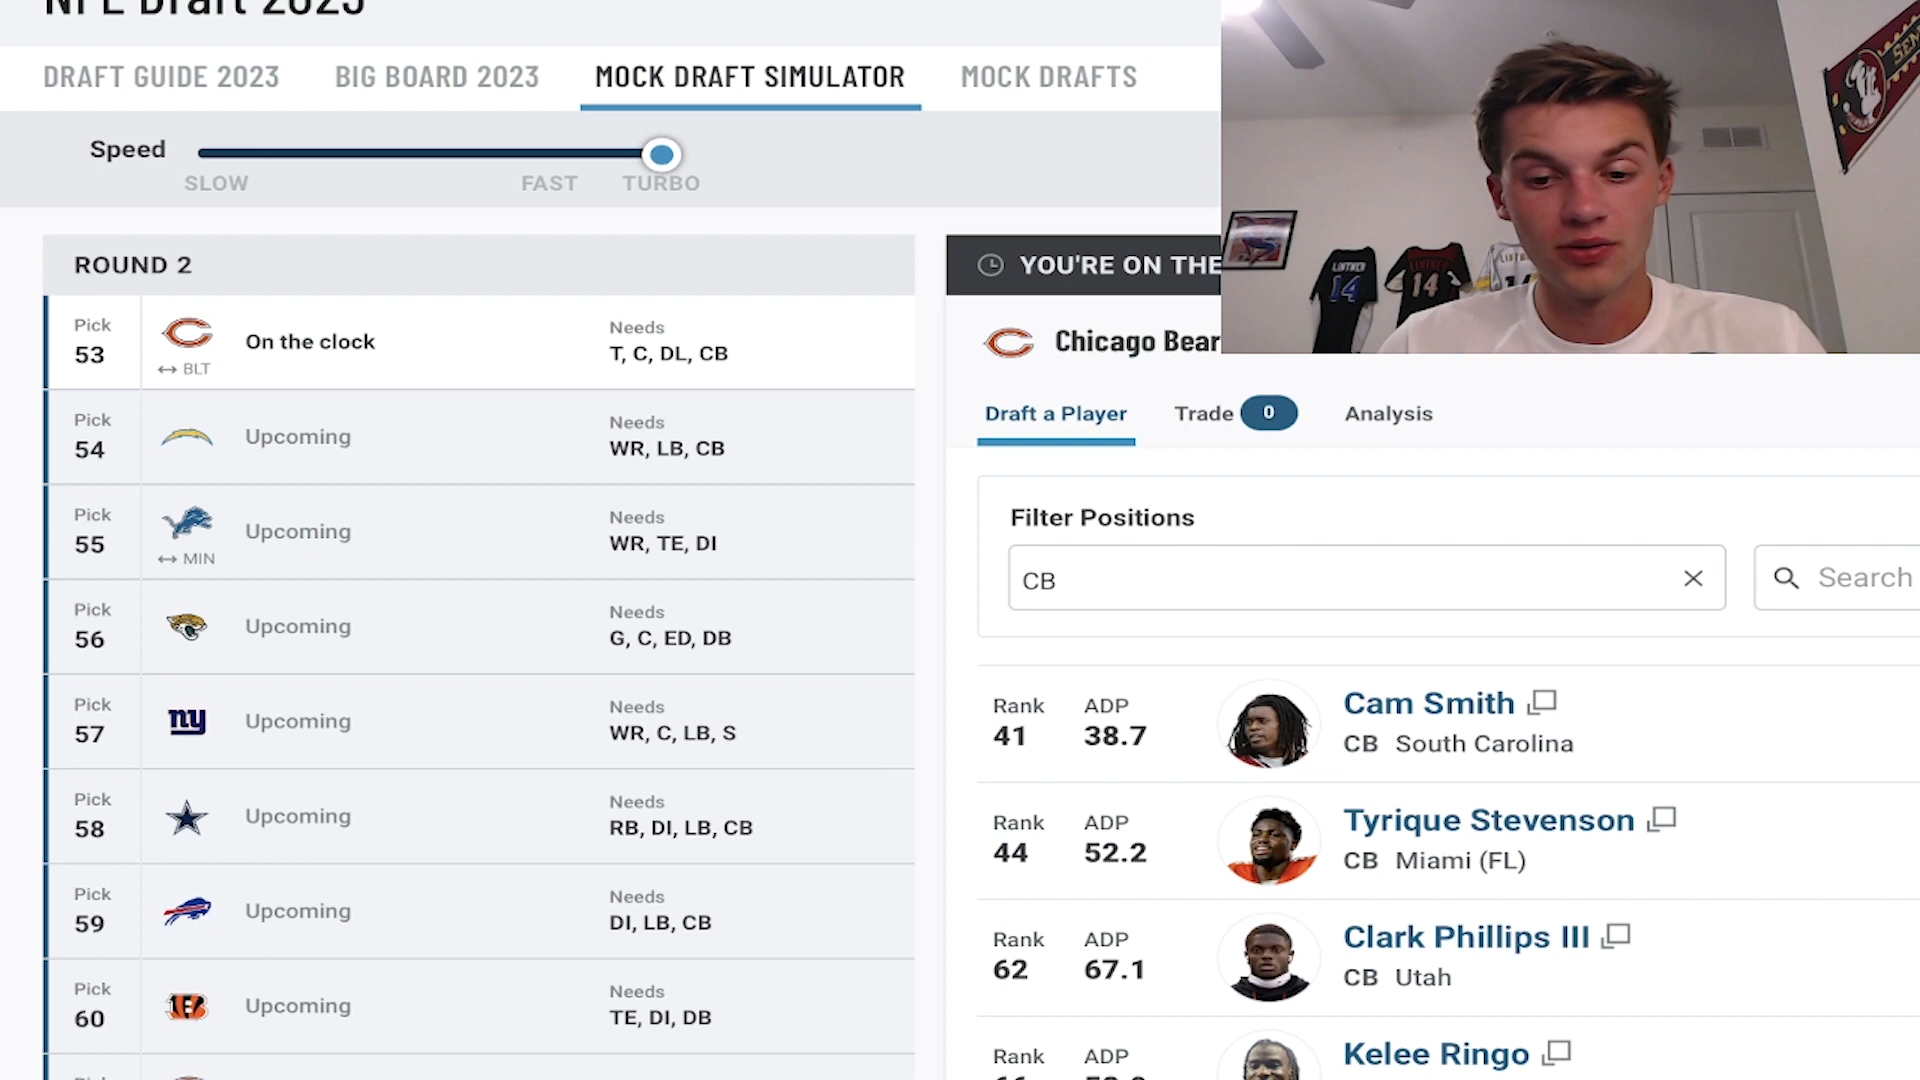 NFL Draft 2023
DRAFT GUIDE 2023
BIG BOARD 2023
MOCK DRAFT SIMULATOR
MOCK DRAFTS
Speed
SLOW
FAST
TURBO
ROUND 2
Pick
53
BLT
On the clock
Needs
T, C, DL, CB
Pick
54
Upcoming
Needs
WR, LB, CB
Pick
55
MIN
Upcoming
Needs
WR, TE, DI
Pick
56
Upcoming
Needs
G, C, ED, DB
Pick
57
ny
Upcoming
Needs
WR, C, LB, S
Pick
58
Upcoming
Needs
RB, DI, LB, CB
Pick
59
Upcoming
Needs
DI, LB, CB
Pick
60
Upcoming
Needs
TE, DI, DB
YOU'RE ON THE
Chicago Bear
Draft a Player
Trade 0
Analysis
Filter Positions
CB
Search
Rank
41
ADP
38.7
Cam Smith
CB South Carolina
Rank
44
ADP
52.2
Tyrique Stevenson
CB Miami (FL)
Rank
62
ADP
67.1
Clark Phillips III
CB Utah
Rank
ADP
Kelee Ringo
LINTNER
14
14
SEM